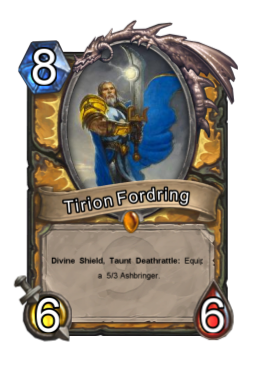 8
Tirion Fordring
Divine Shield, Taunt Deathrattle: Equip
a 5/3 Ashbringer.
6 6